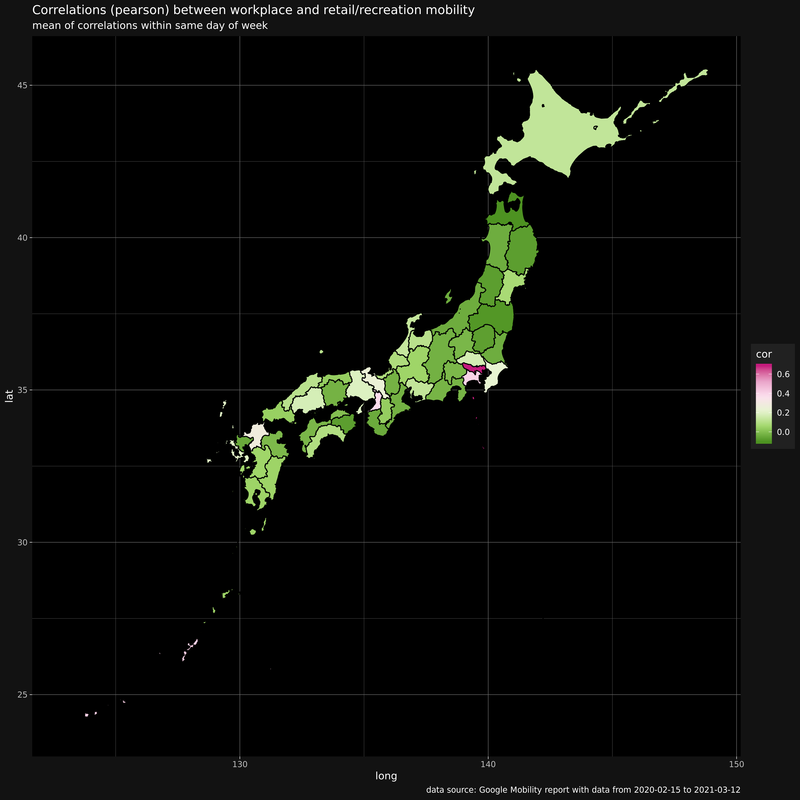 Correlations (pearson) between workplace and retail/recreation mobility
mean of correlations within same day of week
45
40
35
30
25
lat
130
140
150
long
cor
0.6
0.4
0.2
0.0
data source: Google Mobility report with data from 2020-02-15 to 2021-03-12